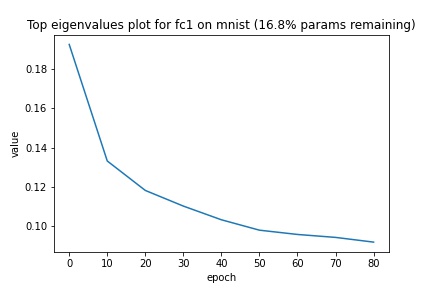 Top eigenvalues plot for fc1 on mnist (16.8% params remaining)
0.18
0.16
0.14
0.12
0.10
value
0 10 20 30 40 50 60 70 80
epoch